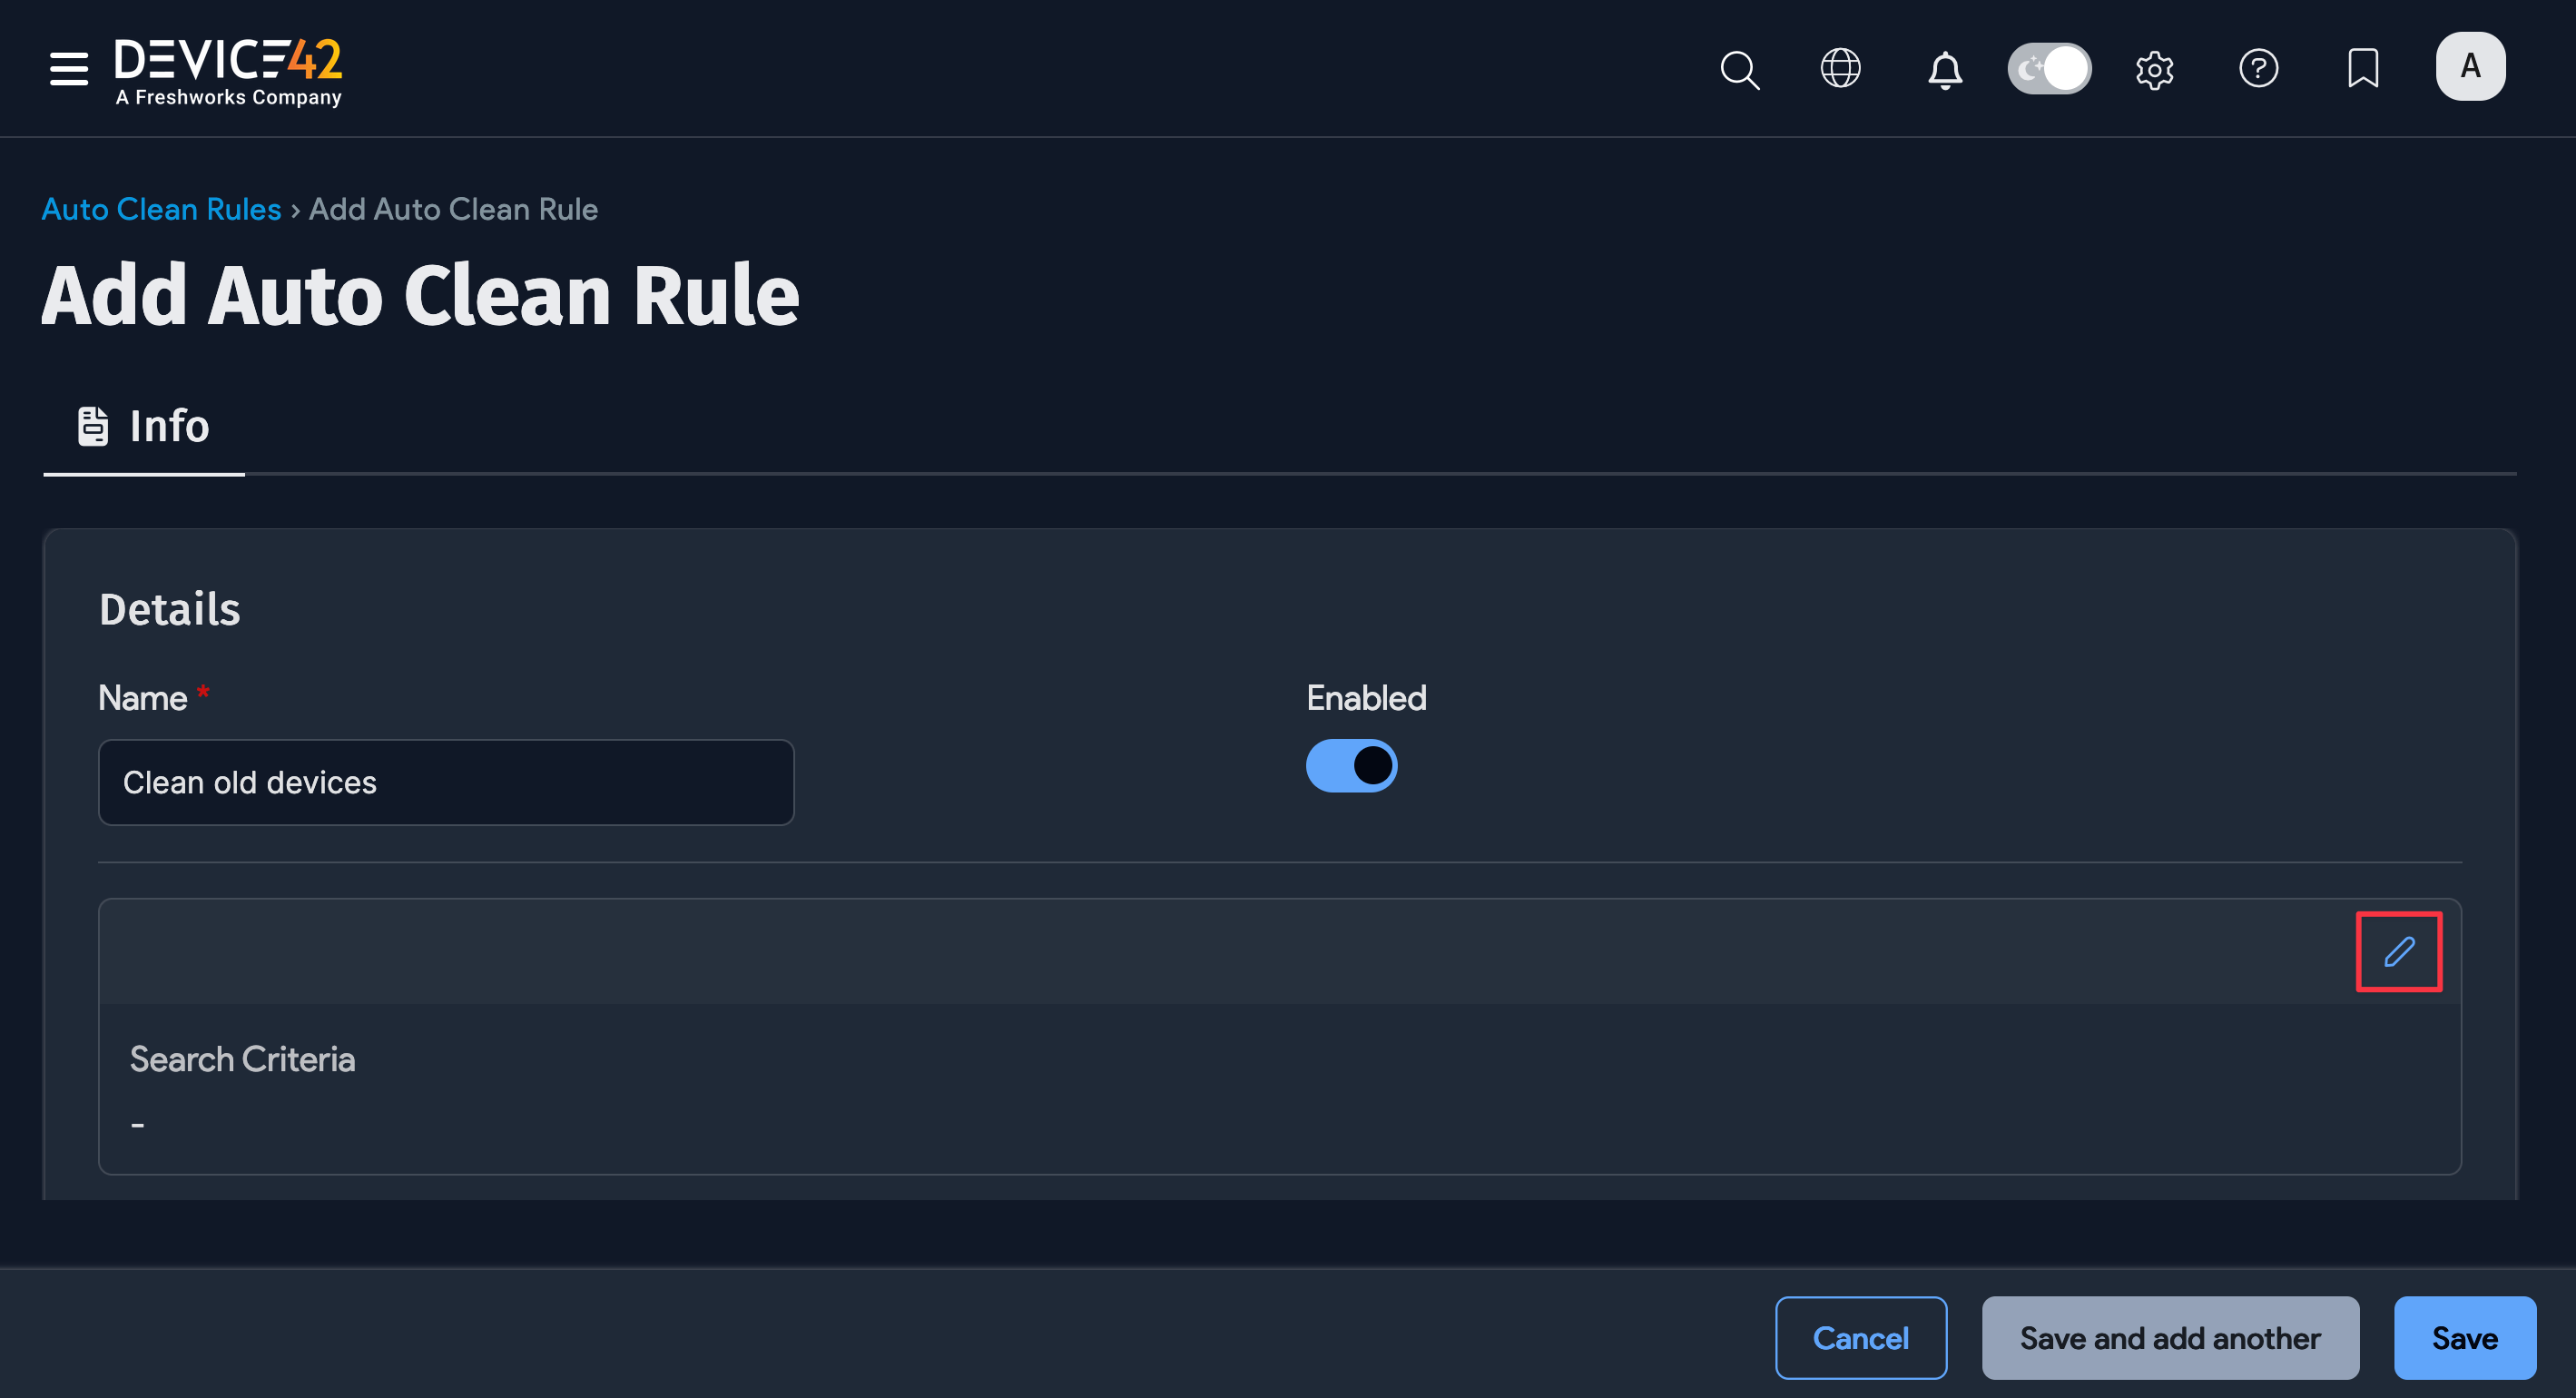 DEVICE42
A Freshworks Company
A
Auto Clean Rules › Add Auto Clean Rule
Add Auto Clean Rule
Info
Details
Name *
Enabled
Clean old devices
Search Criteria
-
Cancel
Save and add another
Save